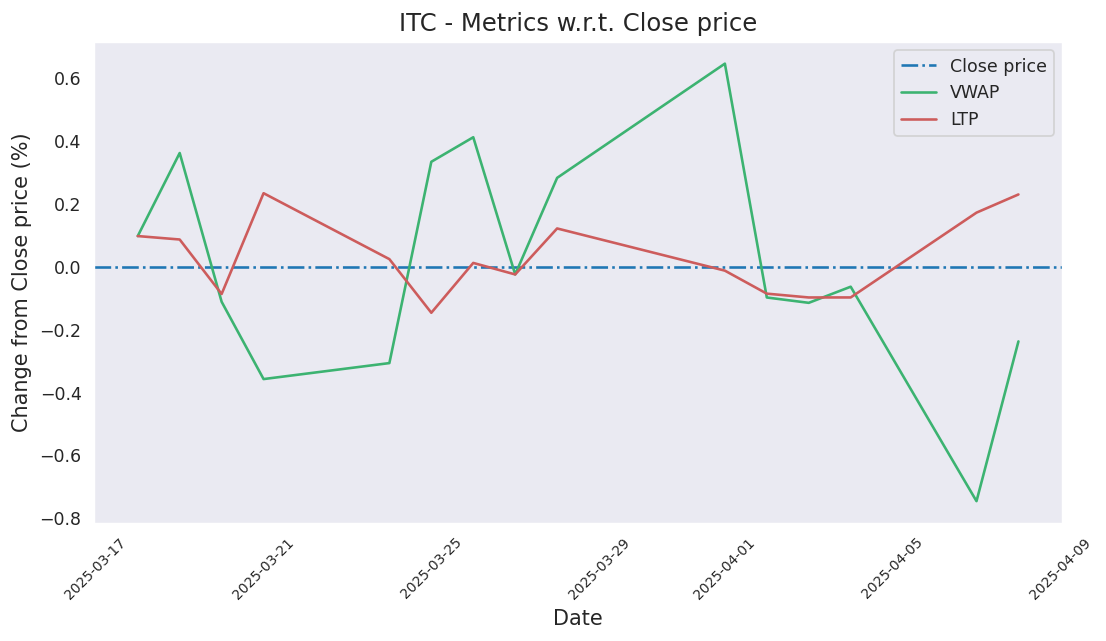 ITC - Metrics w.r.t. Close price
Close price
VWAP
LTP
Change from Close price (%)
0.6
0.4
0.2
0.0
−0.2
−0.4
−0.6
−0.8
2025-03-17
2025-03-21
2025-03-25
2025-03-29
2025-04-01
2025-04-05
2025-04-09
Date